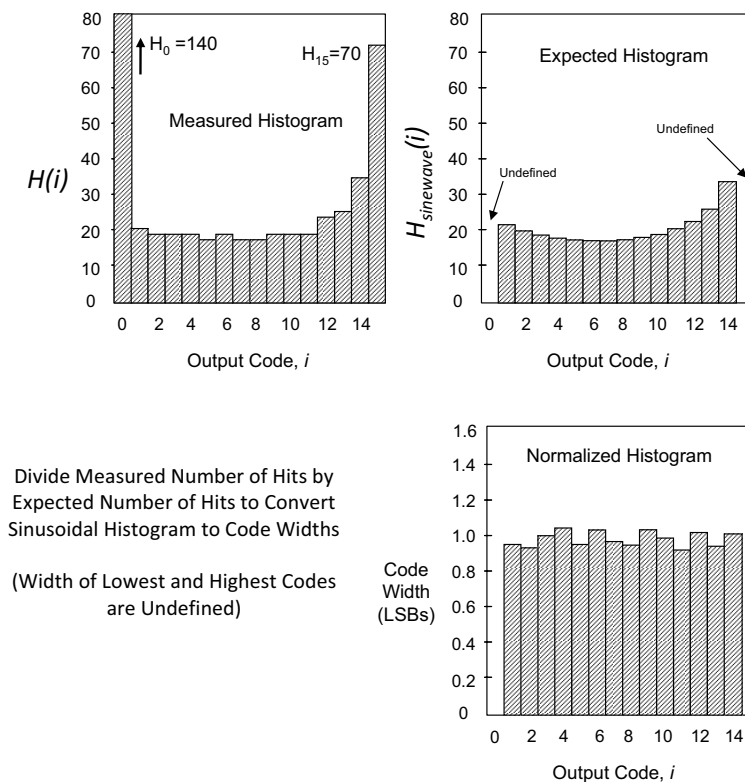 80
70
60
50
40
30
20
10
0
H(i)
H0 =140
H15=70
Measured Histogram
0 2 4 6 8 10 12 14
Output Code, i
80
70
60
50
40
30
20
10
0
Hsinewave(i)
Expected Histogram
Undefined
Undefined
0 2 4 6 8 10 12 14
Output Code, i
Divide Measured Number of Hits by
Expected Number of Hits to Convert
Sinusoidal Histogram to Code Widths
(Width of Lowest and Highest Codes
are Undefined)
1.6
1.4
1.2
1.0
0.8
0.6
0.4
0.2
0.0
Code
Width
(LSBs)
Normalized Histogram
0 2 4 6 8 10 12 14
Output Code, i